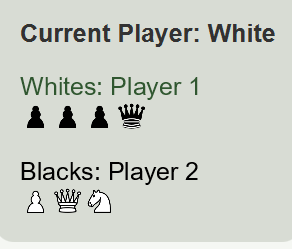 Current Player: White
Whites: Player 1
♟ ♟ ♟ ♛
Blacks: Player 2
♙ ♕ ♘